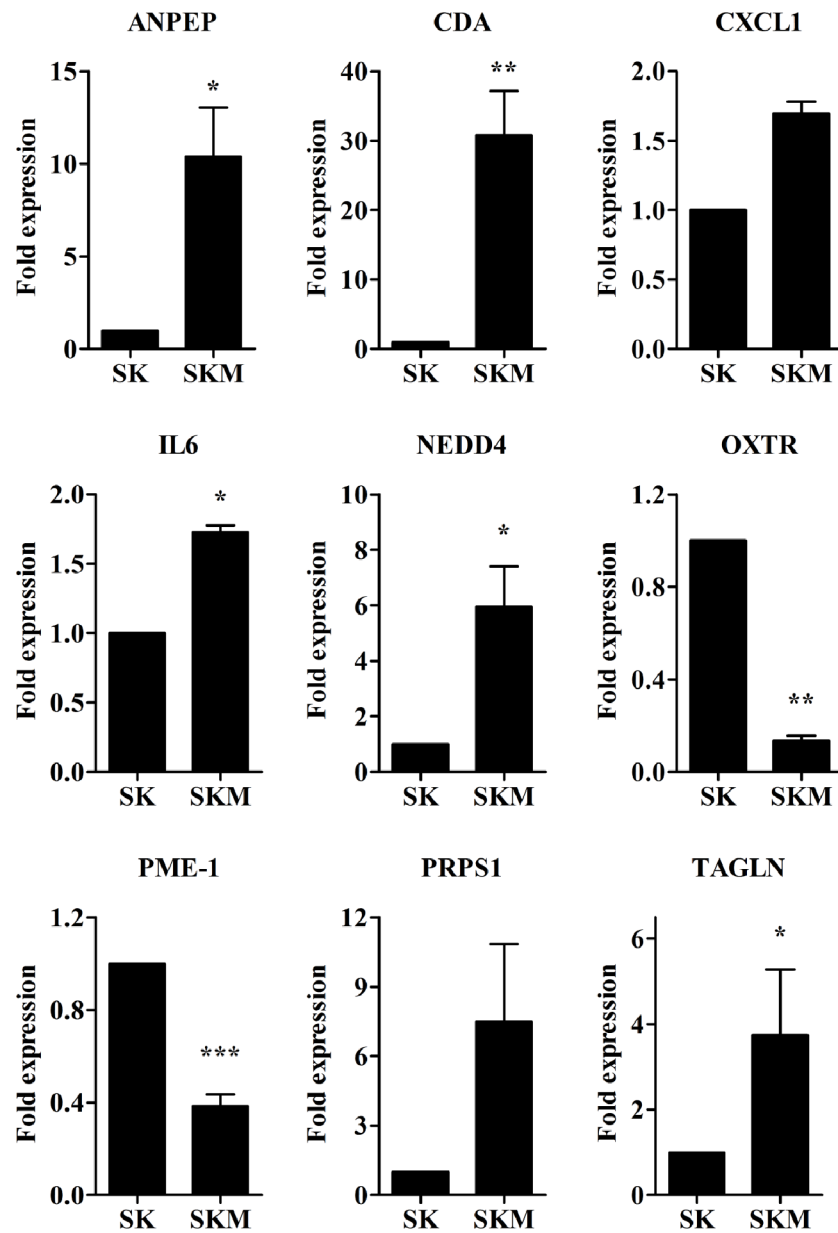 ANPEP
CDA
CXCL1
Fold expression
15
10
5
0
*
SK SKM
Fold expression
40
30
20
10
0
**
SK SKM
Fold expression
2.0
1.5
1.0
0.5
0.0
SK SKM
IL6
NEDD4
OXTR
Fold expression
2.0
1.5
1.0
0.5
0.0
*
SK SKM
Fold expression
10
8
6
4
2
0
*
SK SKM
Fold expression
1.2
0.8
0.4
0.0
**
SK SKM
PME-1
PRPS1
TAGLN
Fold expression
1.2
0.8
0.4
0.0
***
SK SKM
Fold expression
12
9
6
3
0
SK SKM
Fold expression
6
4
2
0
*
SK SKM